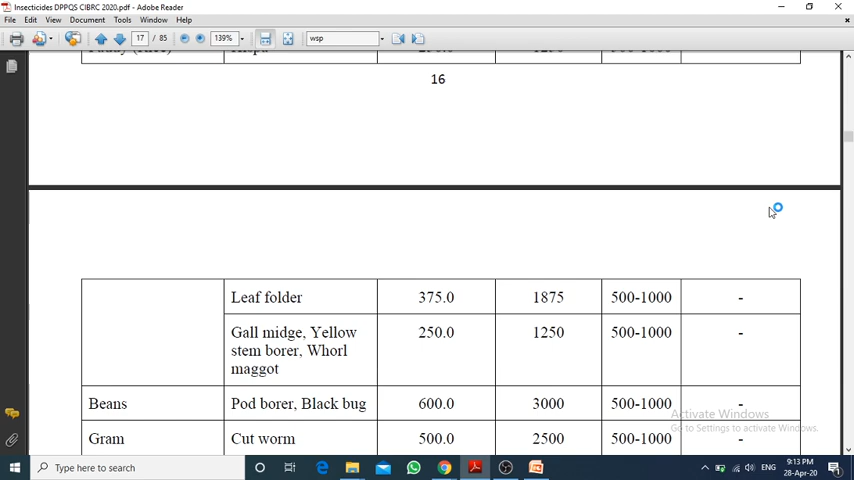 Insecticides DPPQS CIBRC 2020.pdf - Adobe Reader
File Edit View Document Tools Window Help
17 / 85 139% wsp
16
Leaf folder 375.0 1875 500-1000 -
Gall midge, Yellow stem borer, Whorl maggot 250.0 1250 500-1000 -
Beans Pod borer, Black bug 600.0 3000 500-1000 -
Gram Cut worm 500.0 2500 500-1000 -
Activate Windows
Go to Settings to activate Windows.
Type here to search
ENG
9:13 PM
28-Apr-20